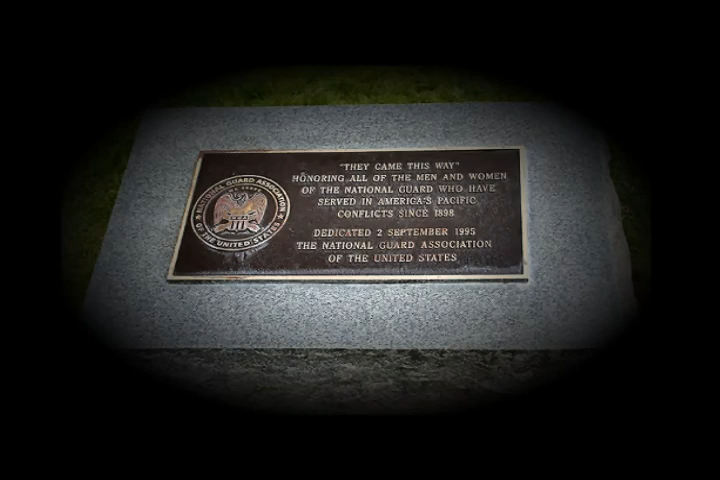 "THEY CAME THIS WAY"
HONORING ALL OF THE MEN AND WOMEN
OF THE NATIONAL GUARD WHO HAVE
SERVED IN AMERICA'S PACIFIC
CONFLICTS SINCE 1898
DEDICATED 2 SEPTEMBER 1995
THE NATIONAL GUARD ASSOCIATION
OF THE UNITED STATES
NATIONAL GUARD ASSOCIATION
OF THE UNITED STATES